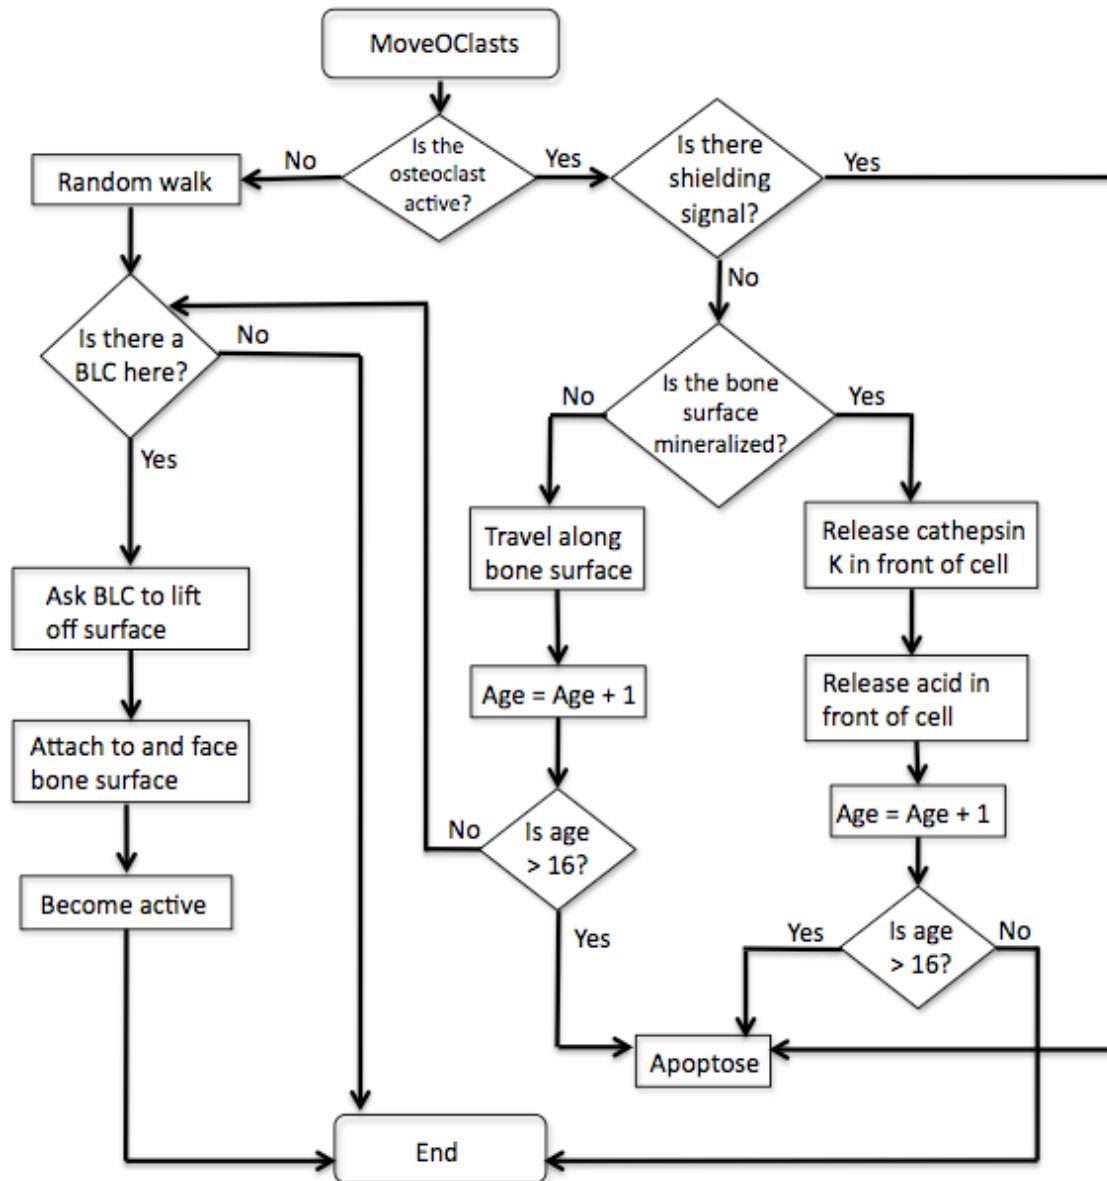 MoveOClasts
Is the
osteoclast
active?
No
Yes
Random walk
Is there
shielding
signal?
Yes
No
Is there a
BLC here?
No
Yes
Is the bone
surface
mineralized?
No
Yes
Travel along
bone surface
Release cathepsin
K in front of cell
Ask BLC to lift
off surface
Age = Age + 1
Release acid in
front of cell
Attach to and face
bone surface
Age = Age + 1
Is age
> 16?
No
Yes
Become active
Is age
> 16?
Yes
No
Apoptose
End